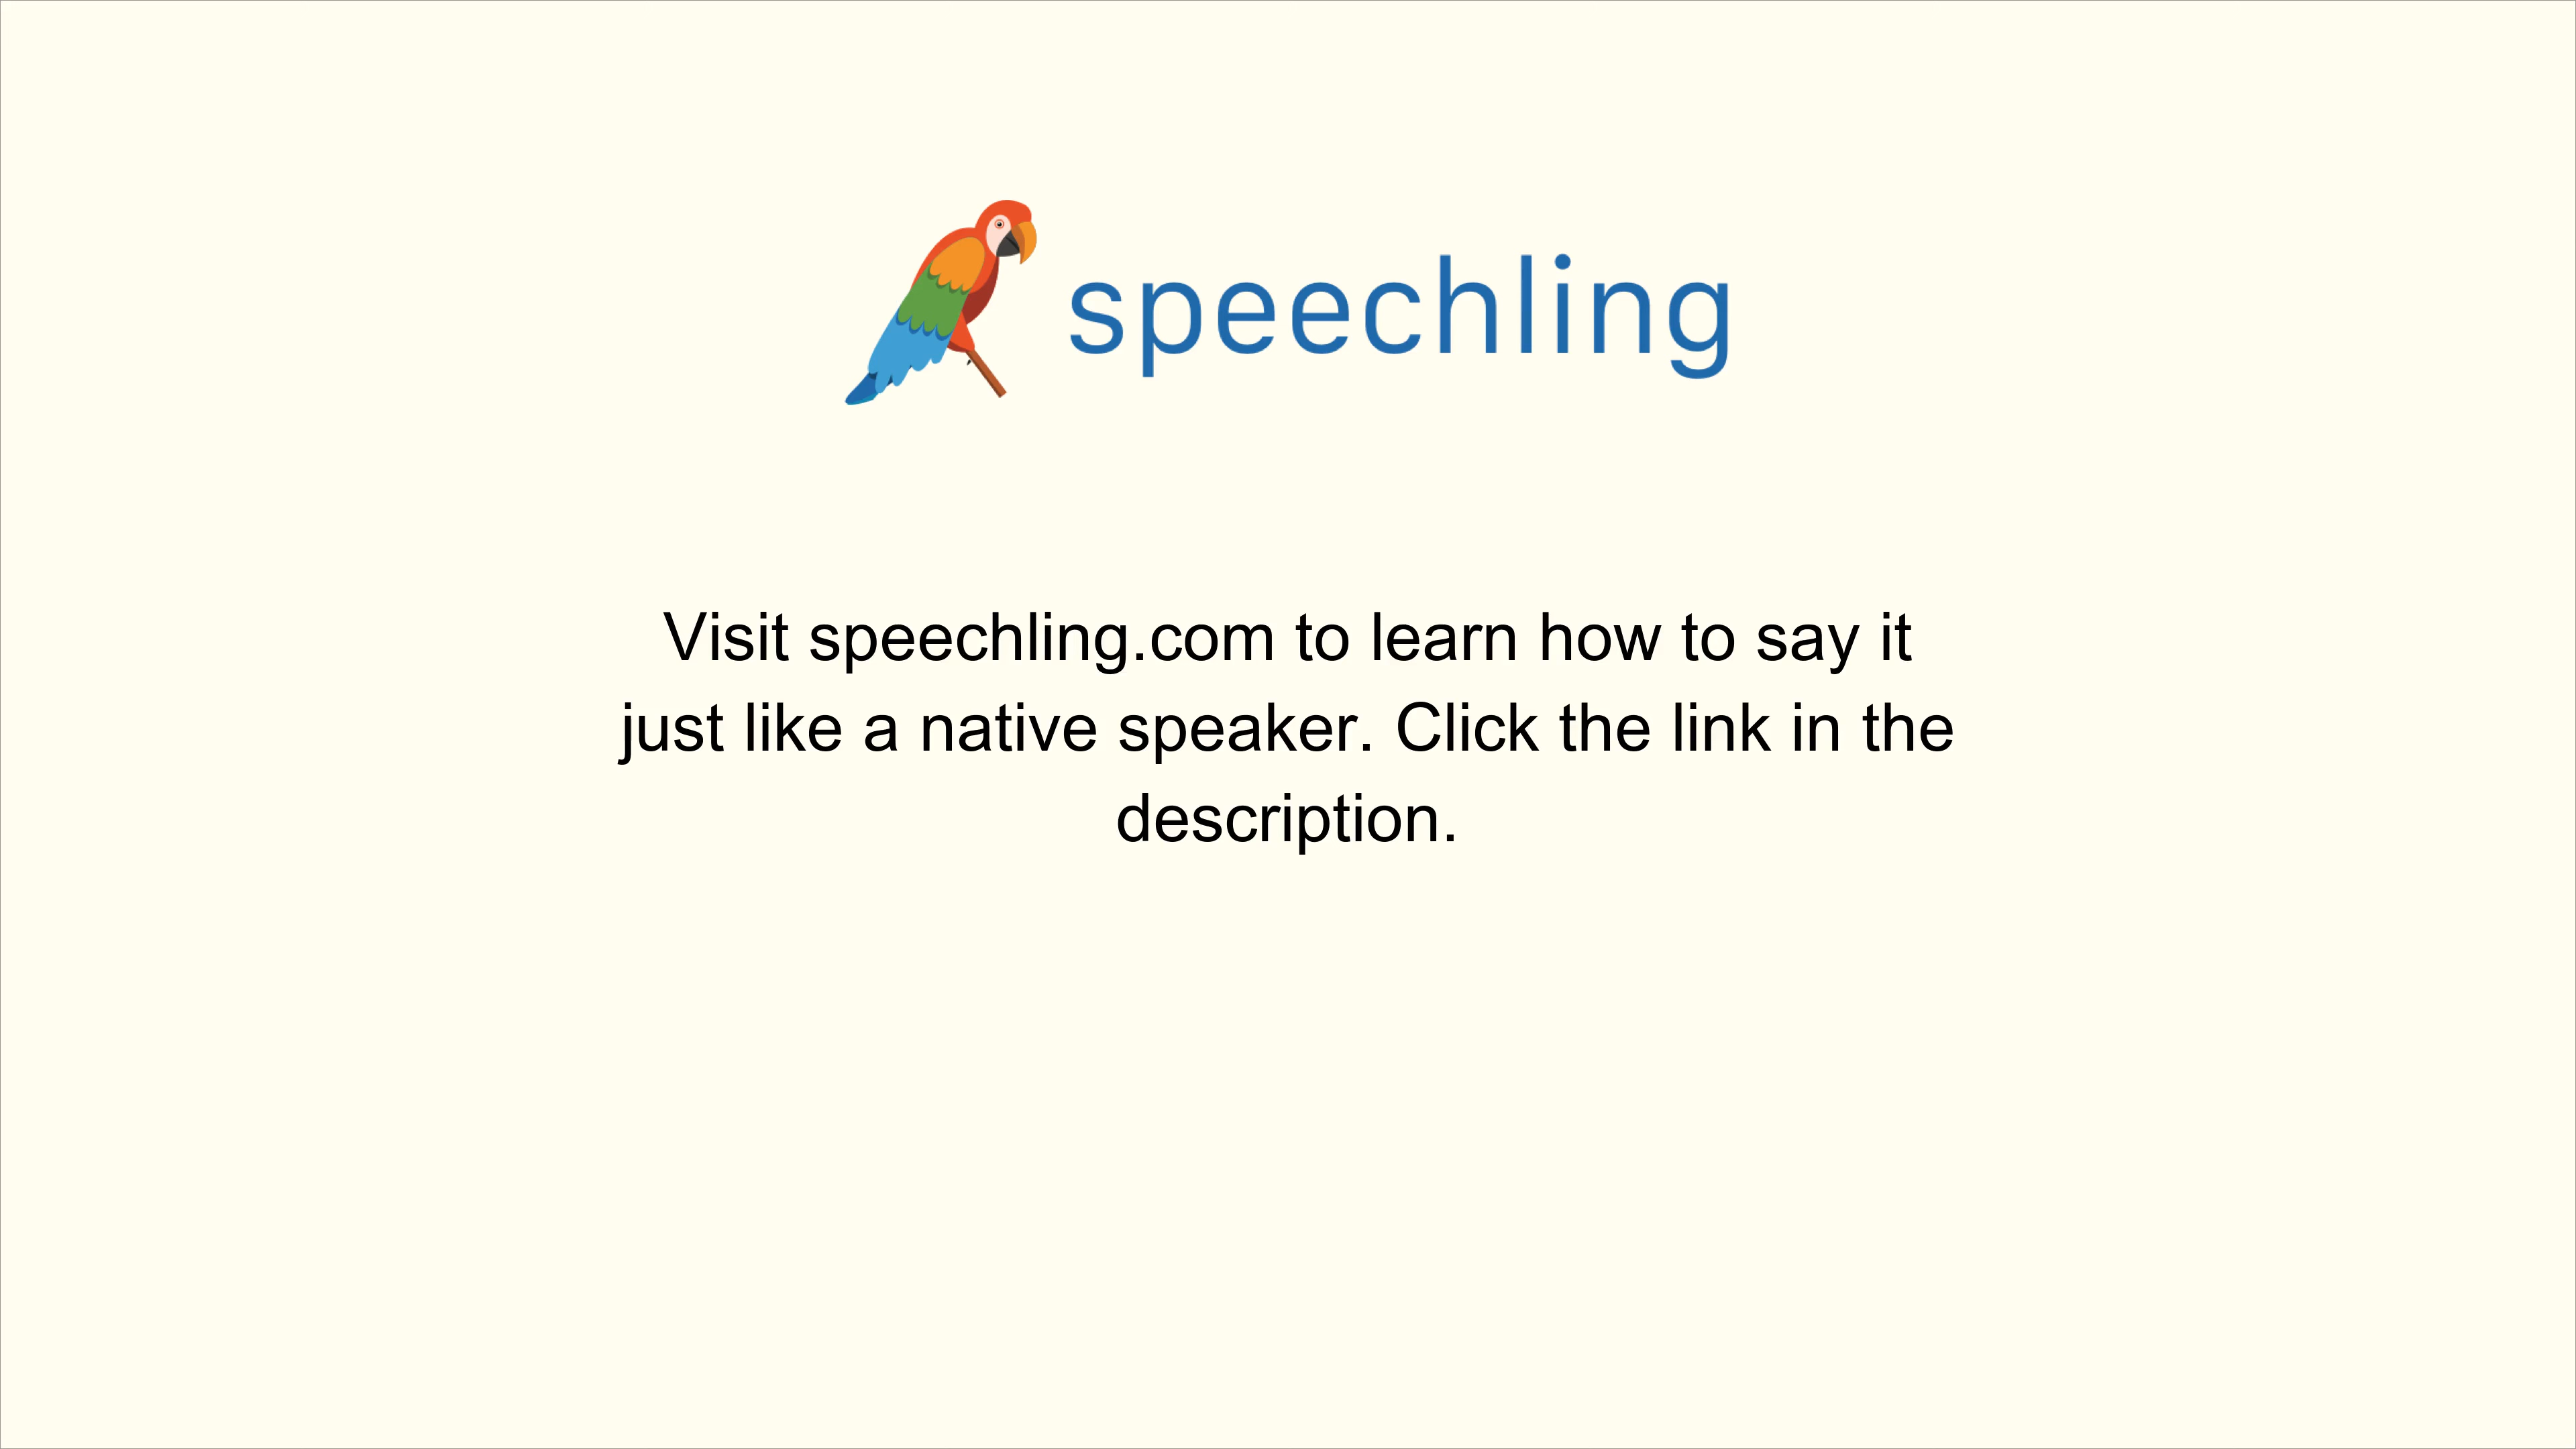 speechling
Visit speechling.com to learn how to say it
just like a native speaker. Click the link in the
description.